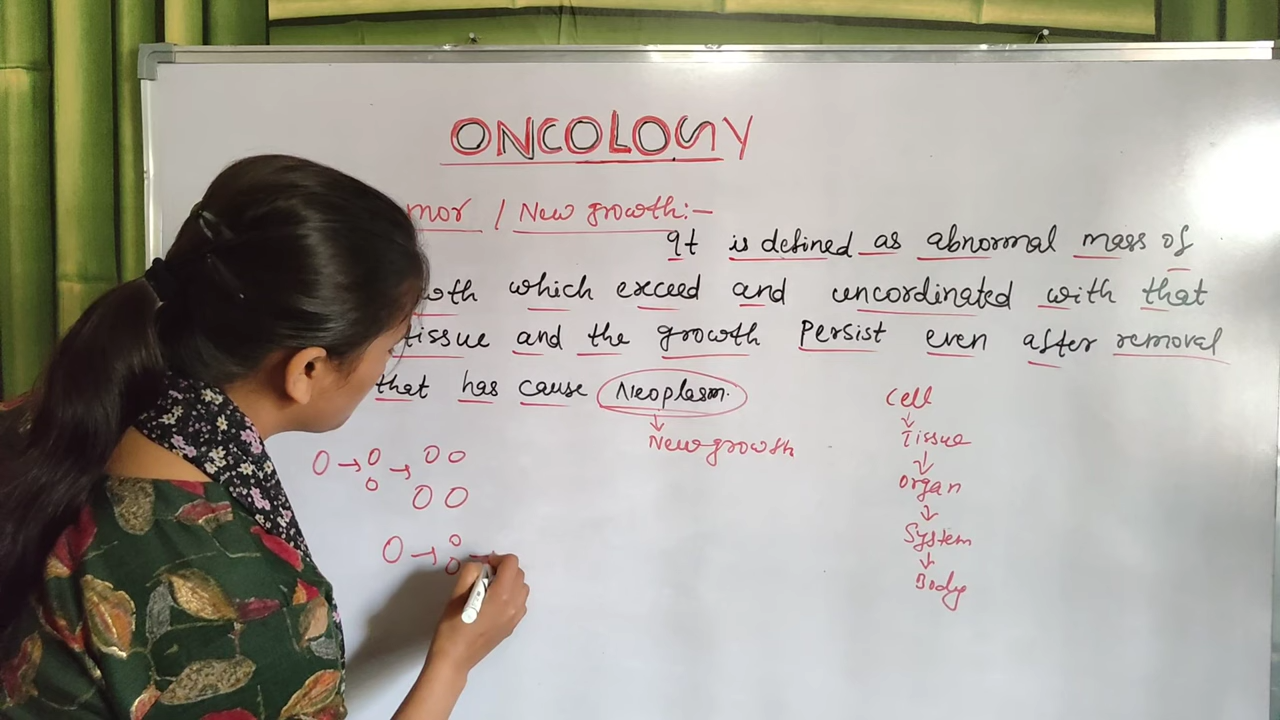 ONCOLOGY
mor / New growth:-
It is defined as abnormal mass of
wth which exceed and uncordinated with that
tissue and the growth Persist even after removal
that has cause Neoplasm.
New growth
Cell
Tissue
Organ
System
Body
O → O O → O O O O
O → O O